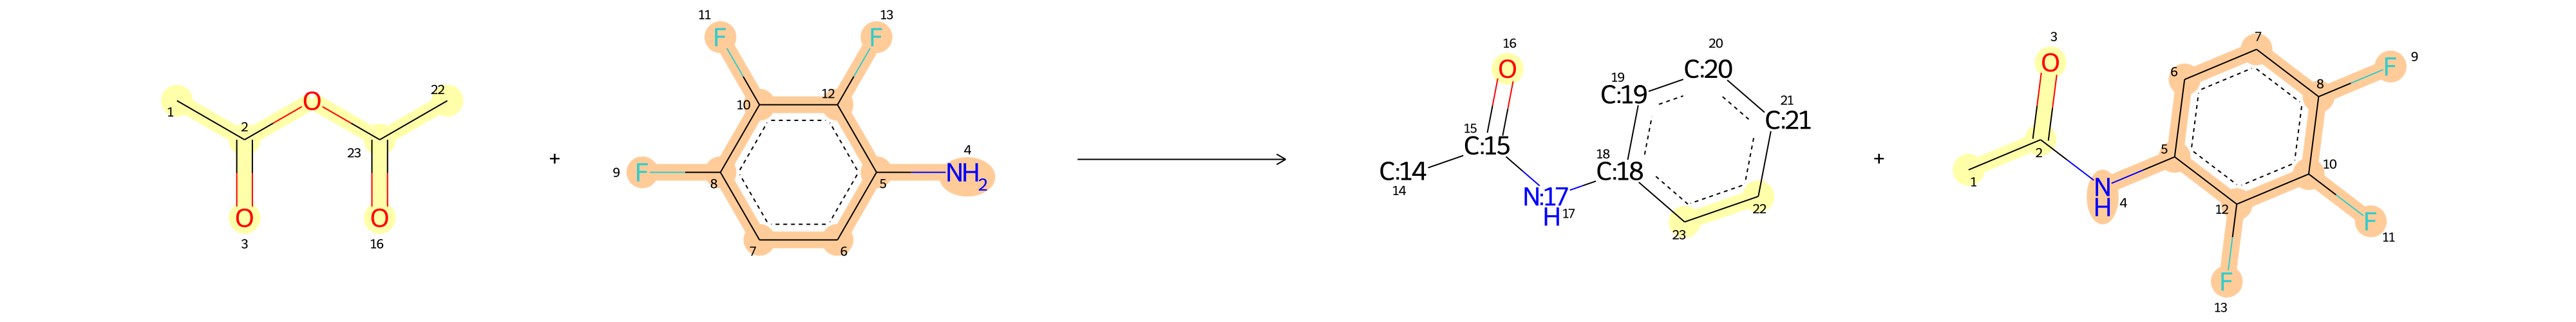 11 13 16 20 3 7
F F O C:20 O F 9
19 C:19 21 C:21 6 8
22 12 15 C:15 10
1 2 O 10 4 18 C:18 2 5
23 + F 9 8 5 NH2 C:14 14 N:17 H 17 22 + 1 N H 4 12 F 11
O O 7 6 23 F
3 16 13